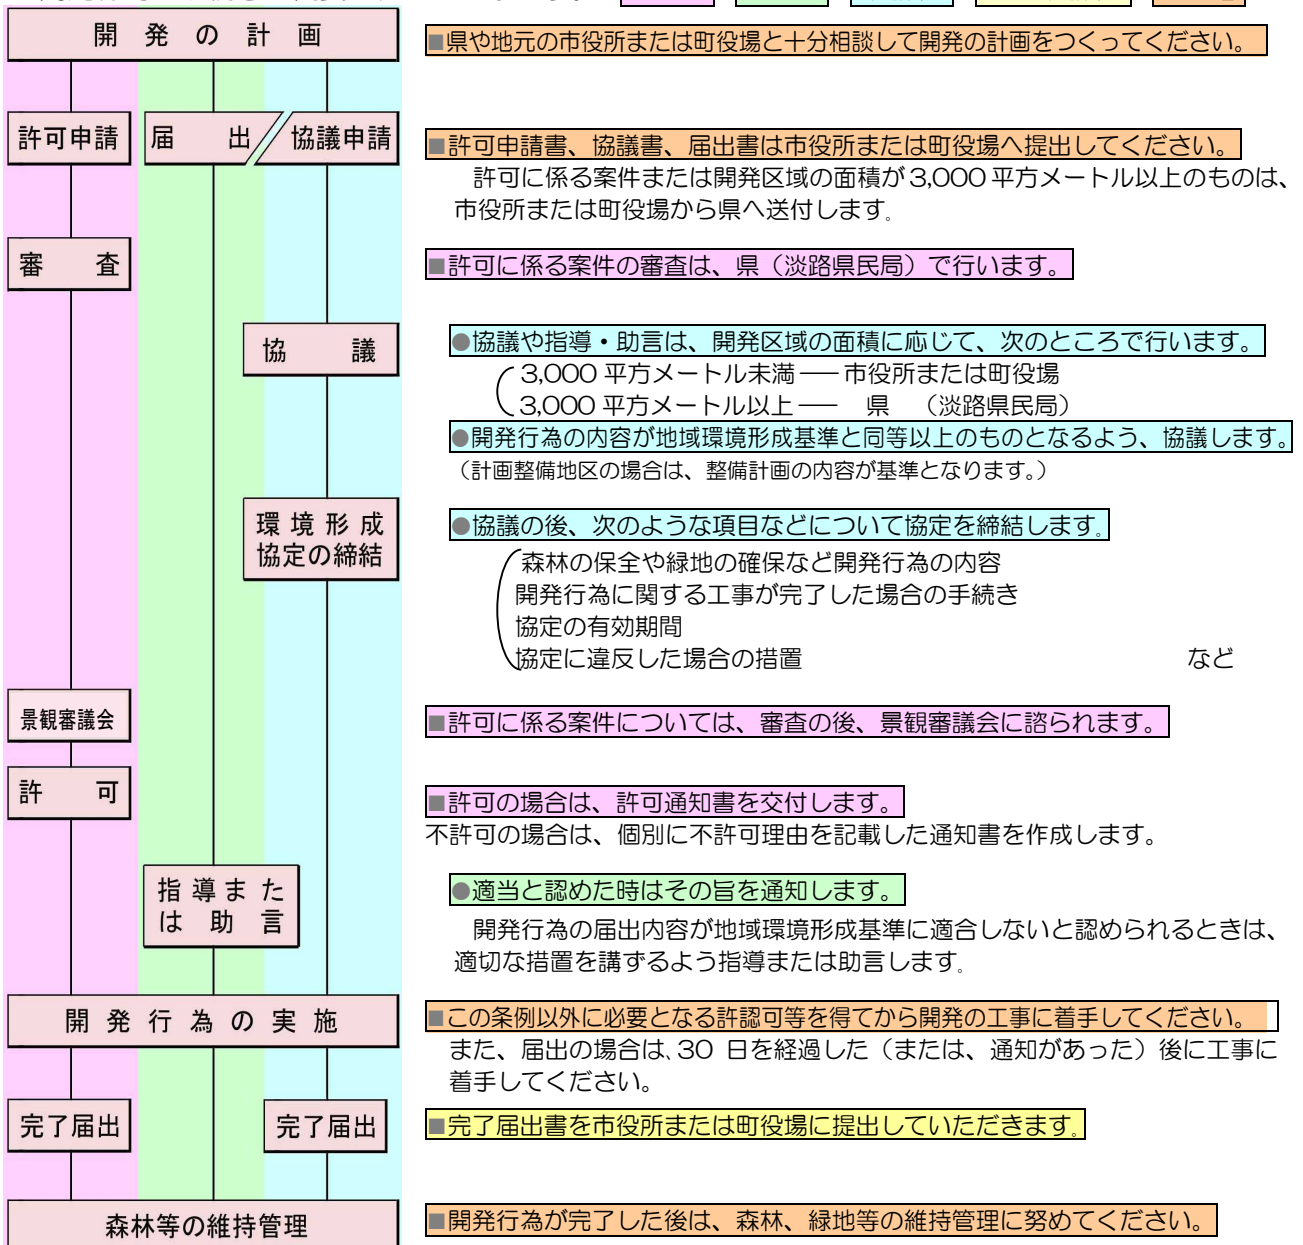 開発の計画
■県や地元の市役所または町役場と十分相談して開発の計画をつくってください。
許可申請
届出
協議申請
■許可申請書、協議書、届出書は市役所または町役場へ提出してください。
許可に係る案件または開発区域の面積が3,000平方メートル以上のものは、
市役所または町役場から県へ送付します。
審査
■許可に係る案件の審査は、県（淡路県民局）で行います。
協議
●協議や指導・助言は、開発区域の面積に応じて、次のところで行います。
3,000平方メートル未満――市役所または町役場
3,000平方メートル以上――　県　（淡路県民局）
●開発行為の内容が地域環境形成基準と同等以上のものとなるよう、協議します。
（計画整備地区の場合は、整備計画の内容が基準となります。）
環境形成
協定の締結
●協議の後、次のような項目などについて協定を締結します。
森林の保全や緑地の確保など開発行為の内容
開発行為に関する工事が完了した場合の手続き
協定の有効期間
協定に違反した場合の措置　など
景観審議会
■許可に係る案件については、審査の後、景観審議会に諮られます。
許可
■許可の場合は、許可通知書を交付します。
不許可の場合は、個別に不許可理由を記載した通知書を作成します。
指導また
は助言
●適当と認めた時はその旨を通知します。
開発行為の届出内容が地域環境形成基準に適合しないと認められるときは、
適切な措置を講ずるよう指導または助言します。
開発行為の実施
■この条例以外に必要となる許認可等を得てから開発の工事に着手してください。
また、届出の場合は、30 日を経過した（または、通知があった）後に工事に
着手してください。
完了届出
完了届出
■完了届出書を市役所または町役場に提出していただきます。
森林等の維持管理
■開発行為が完了した後は、森林、緑地等の維持管理に努めてください。